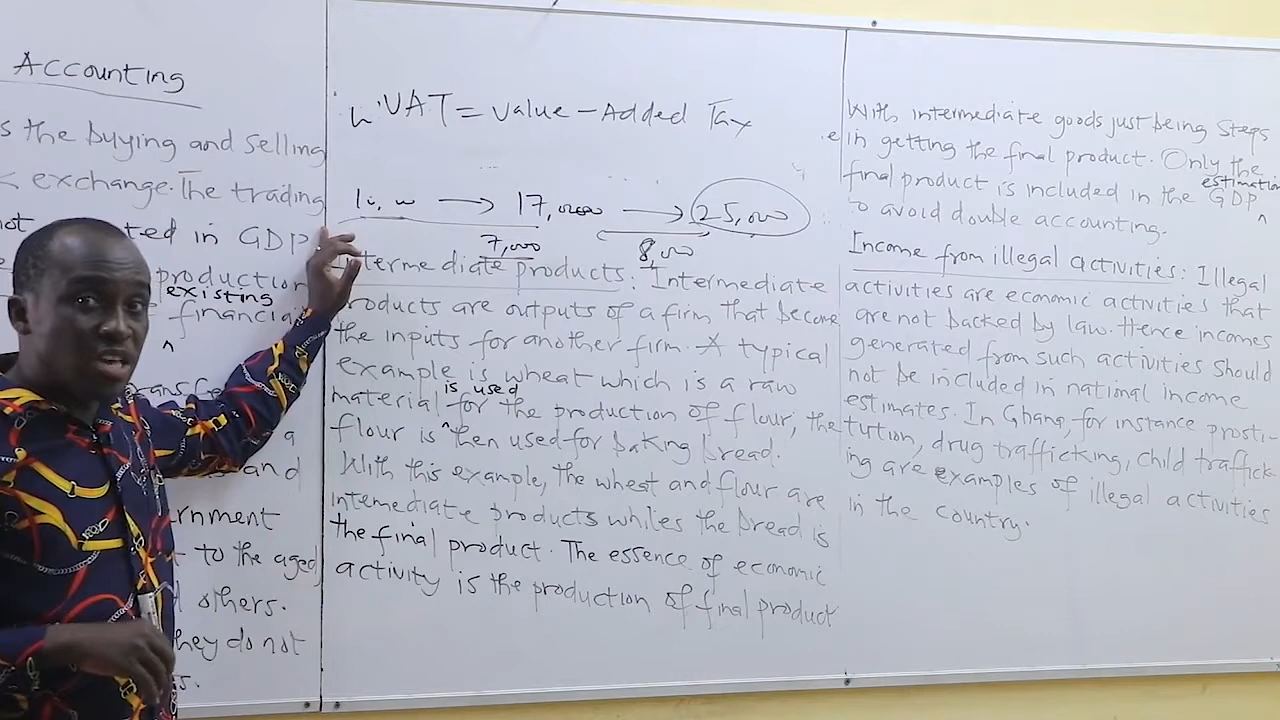 Accounting
s the buying and selling
exchange. The trading
not ted in GDP
production
existing
financial
^
transfe
a
s and
rnment
to the aged
others.
they do not
s.
VAT = Value-Added Tax
→ 17,000 → 25,000
7,000 8,000
Intermediate products: Intermediate
products are outputs of a firm that become
the inputs for another firm. A typical
example is wheat which is a raw
is used
material for the production of flour, the
flour is ^ then used for baking bread.
With this example, the wheat and flour are
intemediate products whiles the bread is
the final product. The essence of economic
activity is the production of final product
With intermediate goods just being steps
in getting the final product. Only the
estimation
final product is included in the GDP ^
to avoid double accounting.
Income from illegal activities: Illegal
activities are economic activities that
are not backed by law. Hence incomes
generated from such activities should
not be included in national income
estimates. In Ghana, for instance prosti-
tution, drug trafficking, child traffick-
ing are examples of illegal activities
in the country.